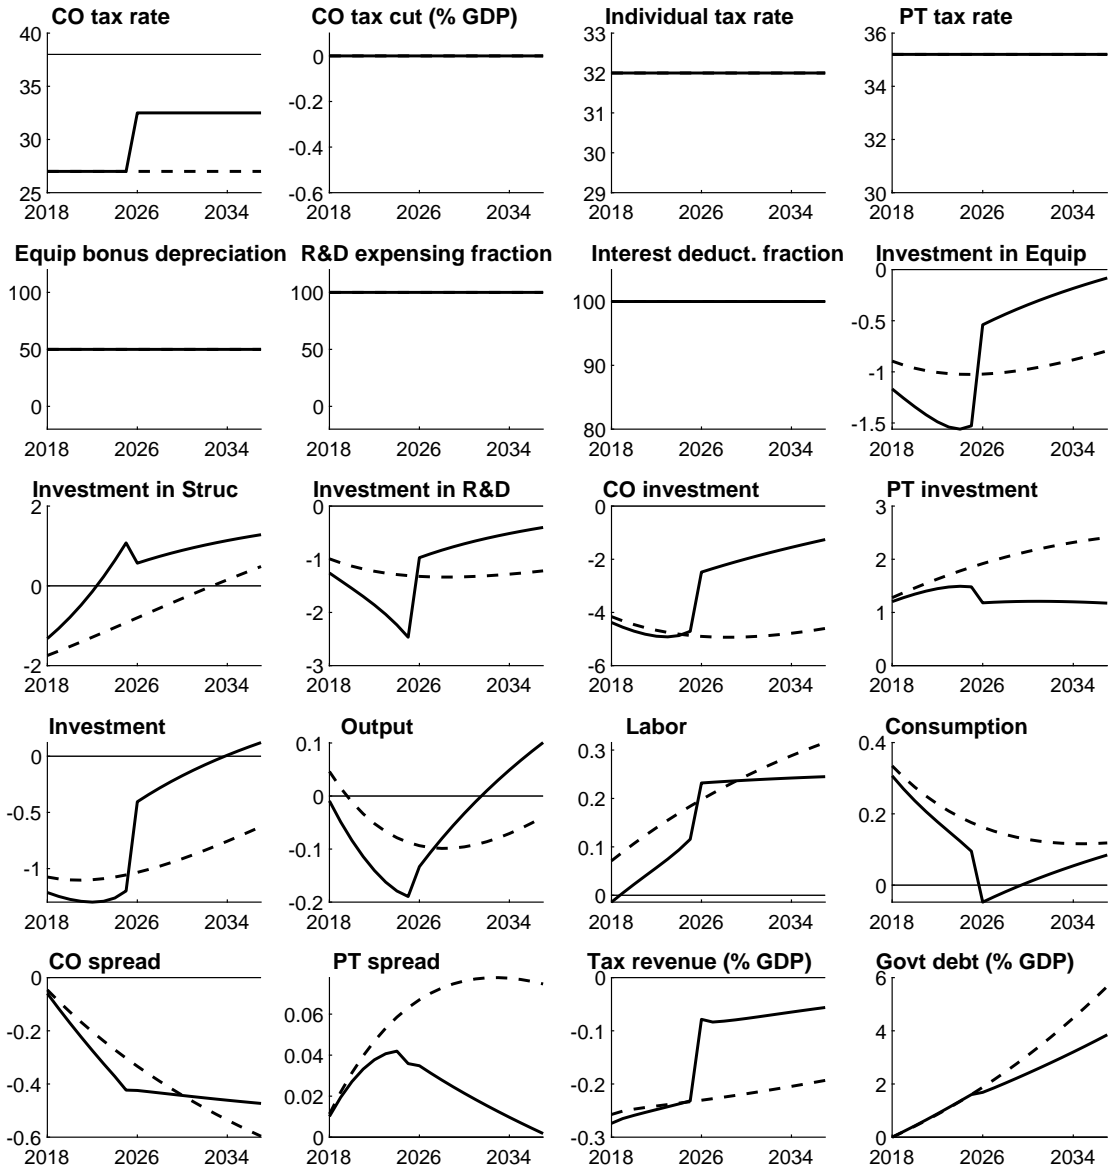 CO tax rate
40
35
30
25
2018 2026 2034
CO tax cut (% GDP)
0
-0.2
-0.4
-0.6
2018 2026 2034
Individual tax rate
33
32
31
30
29
2018 2026 2034
PT tax rate
36
34
32
30
2018 2026 2034
Equip bonus depreciation
100
50
0
2018 2026 2034
R&D expensing fraction
100
50
0
2018 2026 2034
Interest deduct. fraction
100
90
80
2018 2026 2034
Investment in Equip
0
-0.5
-1
-1.5
2018 2026 2034
Investment in Struc
2
0
-2
2018 2026 2034
Investment in R&D
0
-1
-2
-3
2018 2026 2034
CO investment
0
-2
-4
-6
2018 2026 2034
PT investment
3
2
1
0
2018 2026 2034
Investment
0
-0.5
-1
2018 2026 2034
Output
0.1
0
-0.1
-0.2
2018 2026 2034
Labor
0.3
0.2
0.1
0
2018 2026 2034
Consumption
0.4
0.2
0
2018 2026 2034
CO spread
0
-0.2
-0.4
-0.6
2018 2026 2034
PT spread
0.06
0.04
0.02
0
2018 2026 2034
Tax revenue (% GDP)
0
-0.1
-0.2
-0.3
2018 2026 2034
Govt debt (% GDP)
6
4
2
0
2018 2026 2034